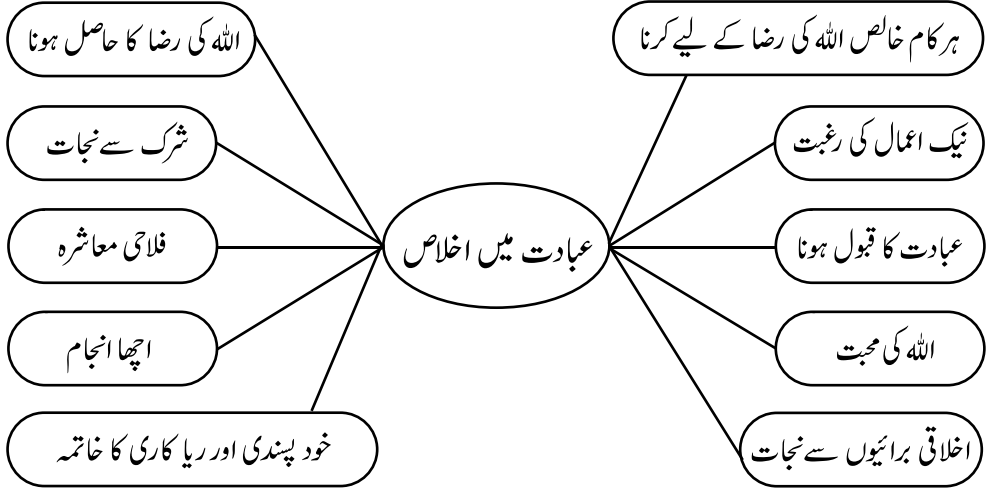 ہر کام خالص اللہ کی رضا کے لیے کرنا
نیک اعمال کی رغبت
عبادت کا قبول ہونا
اللہ کی محبت
اخلاقی برائیوں سے نجات
عبادت میں اخلاص
اللہ کی رضا کا حاصل ہونا
شرک سے نجات
فلاحی معاشرہ
اچھا انجام
خود پسندی اور ریا کاری کا خاتمہ